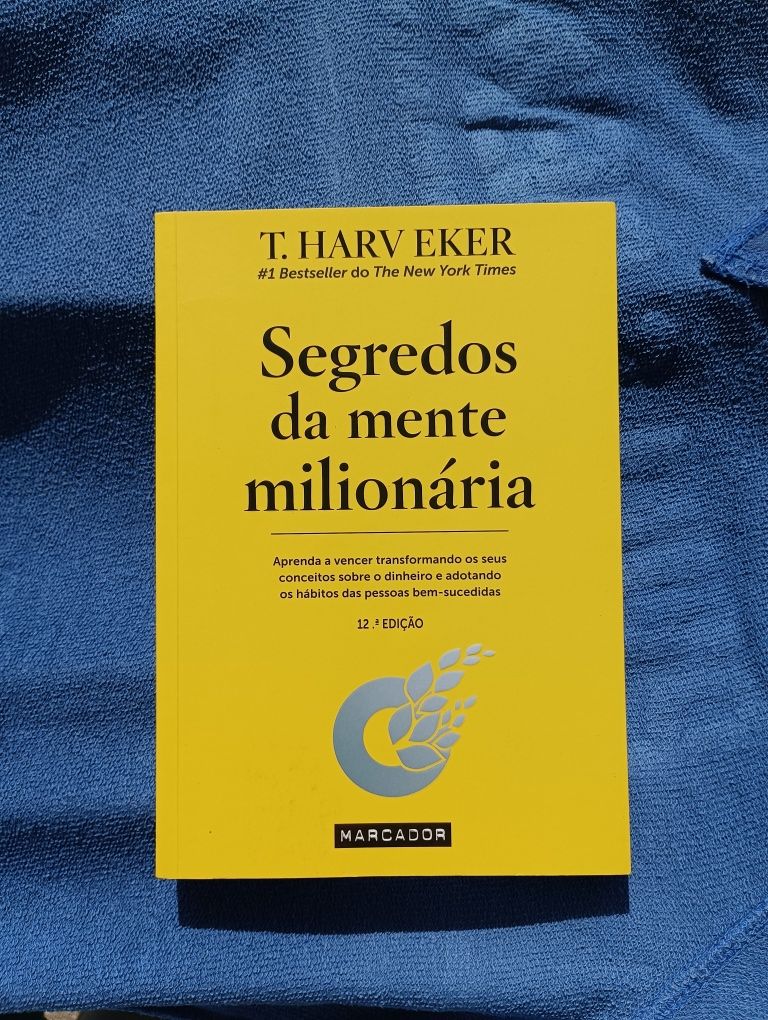 T. HARV EKER
#1 Bestseller do The New York Times
Segredos
da mente
milionária
Aprenda a vencer transformando os seus
conceitos sobre o dinheiro e adotando
os hábitos das pessoas bem-sucedidas
12.ª EDIÇÃO
MARCADOR